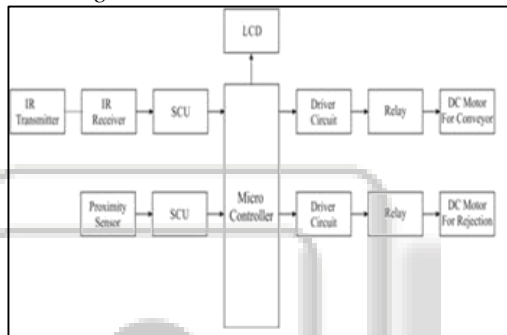 LCD
IR
Transmitter
IR
Receiver
SCU
Driver
Circuit
Relay
DC Motor
For Conveyor
Proximity
Sensor
SCU
Micro
Controller
Driver
Circuit
Relay
DC Motor
For Rejection